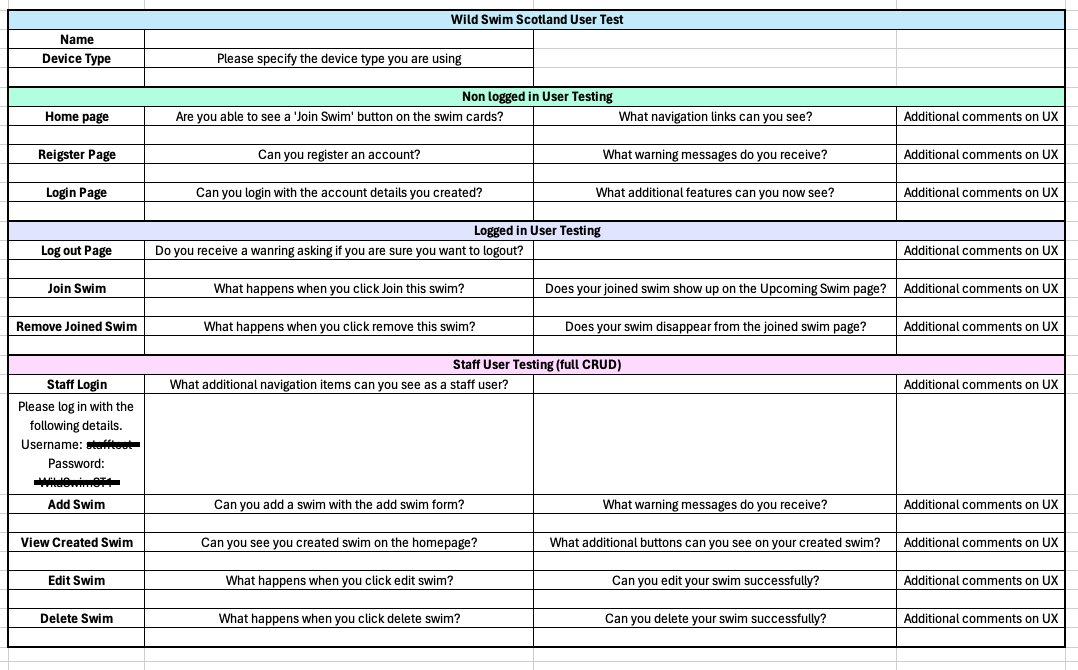 Wild Swim Scotland User Test
Name
Device Type Please specify the device type you are using
Non logged in User Testing
Home page Are you able to see a 'Join Swim' button on the swim cards? What navigation links can you see? Additional comments on UX
Reigster Page Can you register an account? What warning messages do you receive? Additional comments on UX
Login Page Can you login with the account details you created? What additional features can you now see? Additional comments on UX
Logged in User Testing
Log out Page Do you receive a wanring asking if you are sure you want to logout? Additional comments on UX
Join Swim What happens when you click Join this swim? Does your joined swim show up on the Upcoming Swim page? Additional comments on UX
Remove Joined Swim What happens when you click remove this swim? Does your swim disappear from the joined swim page? Additional comments on UX
Staff User Testing (full CRUD)
Staff Login What additional navigation items can you see as a staff user? Additional comments on UX
Please log in with the
following details.
Username:
Password:
Add Swim Can you add a swim with the add swim form? What warning messages do you receive? Additional comments on UX
View Created Swim Can you see you created swim on the homepage? What additional buttons can you see on your created swim? Additional comments on UX
Edit Swim What happens when you click edit swim? Can you edit your swim successfully? Additional comments on UX
Delete Swim What happens when you click delete swim? Can you delete your swim successfully? Additional comments on UX